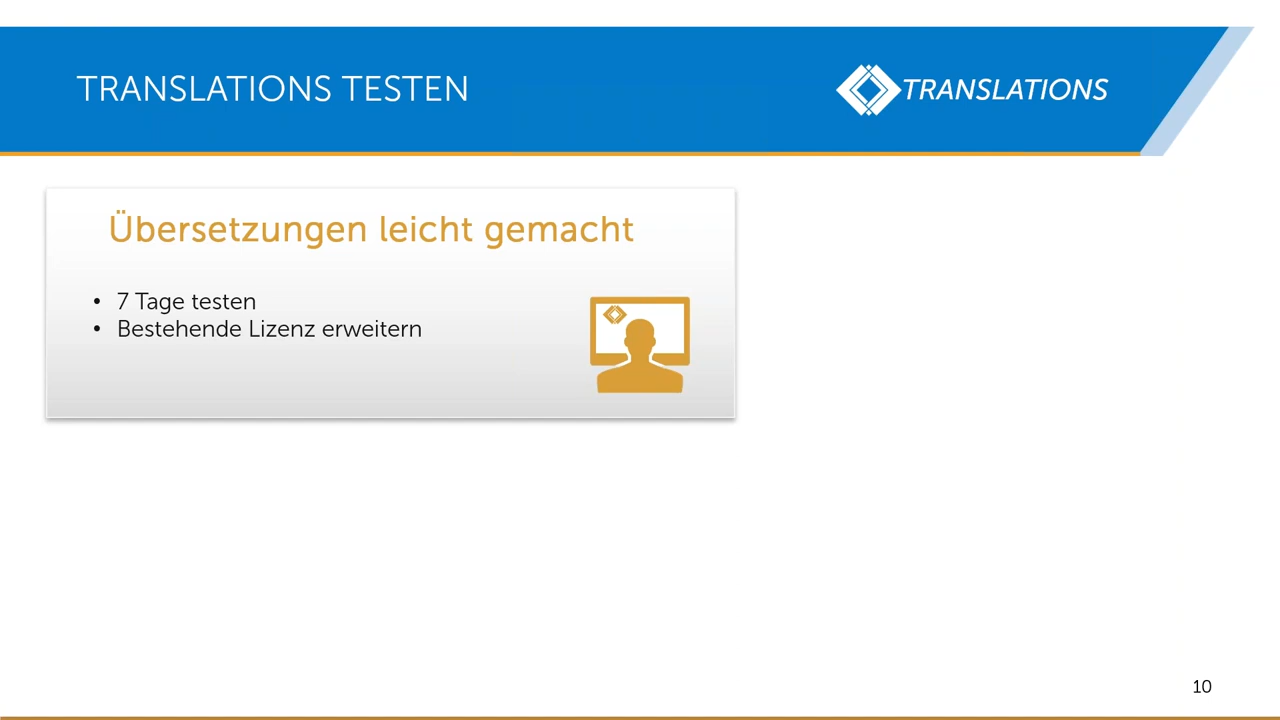 TRANSLATIONS TESTEN
TRANSLATIONS
Übersetzungen leicht gemacht
• 7 Tage testen
• Bestehende Lizenz erweitern
10